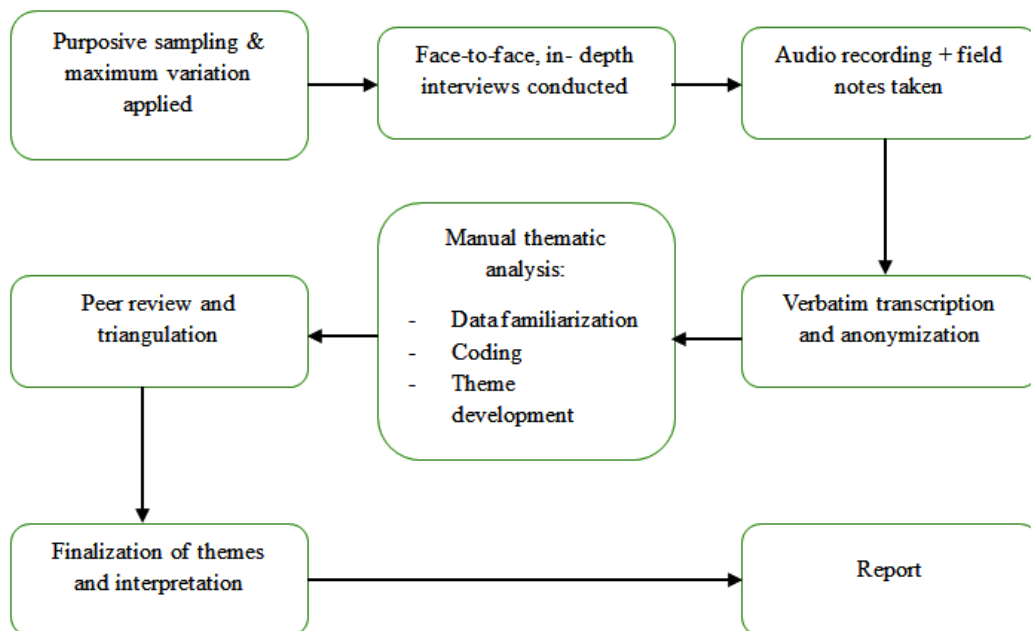 Purposive sampling &
maximum variation
applied
Face-to-face, in- depth
interviews conducted
Audio recording + field
notes taken
Verbatim transcription
and anonymization
Manual thematic
analysis:
- Data familiarization
- Coding
- Theme
development
Peer review and
triangulation
Finalization of themes
and interpretation
Report